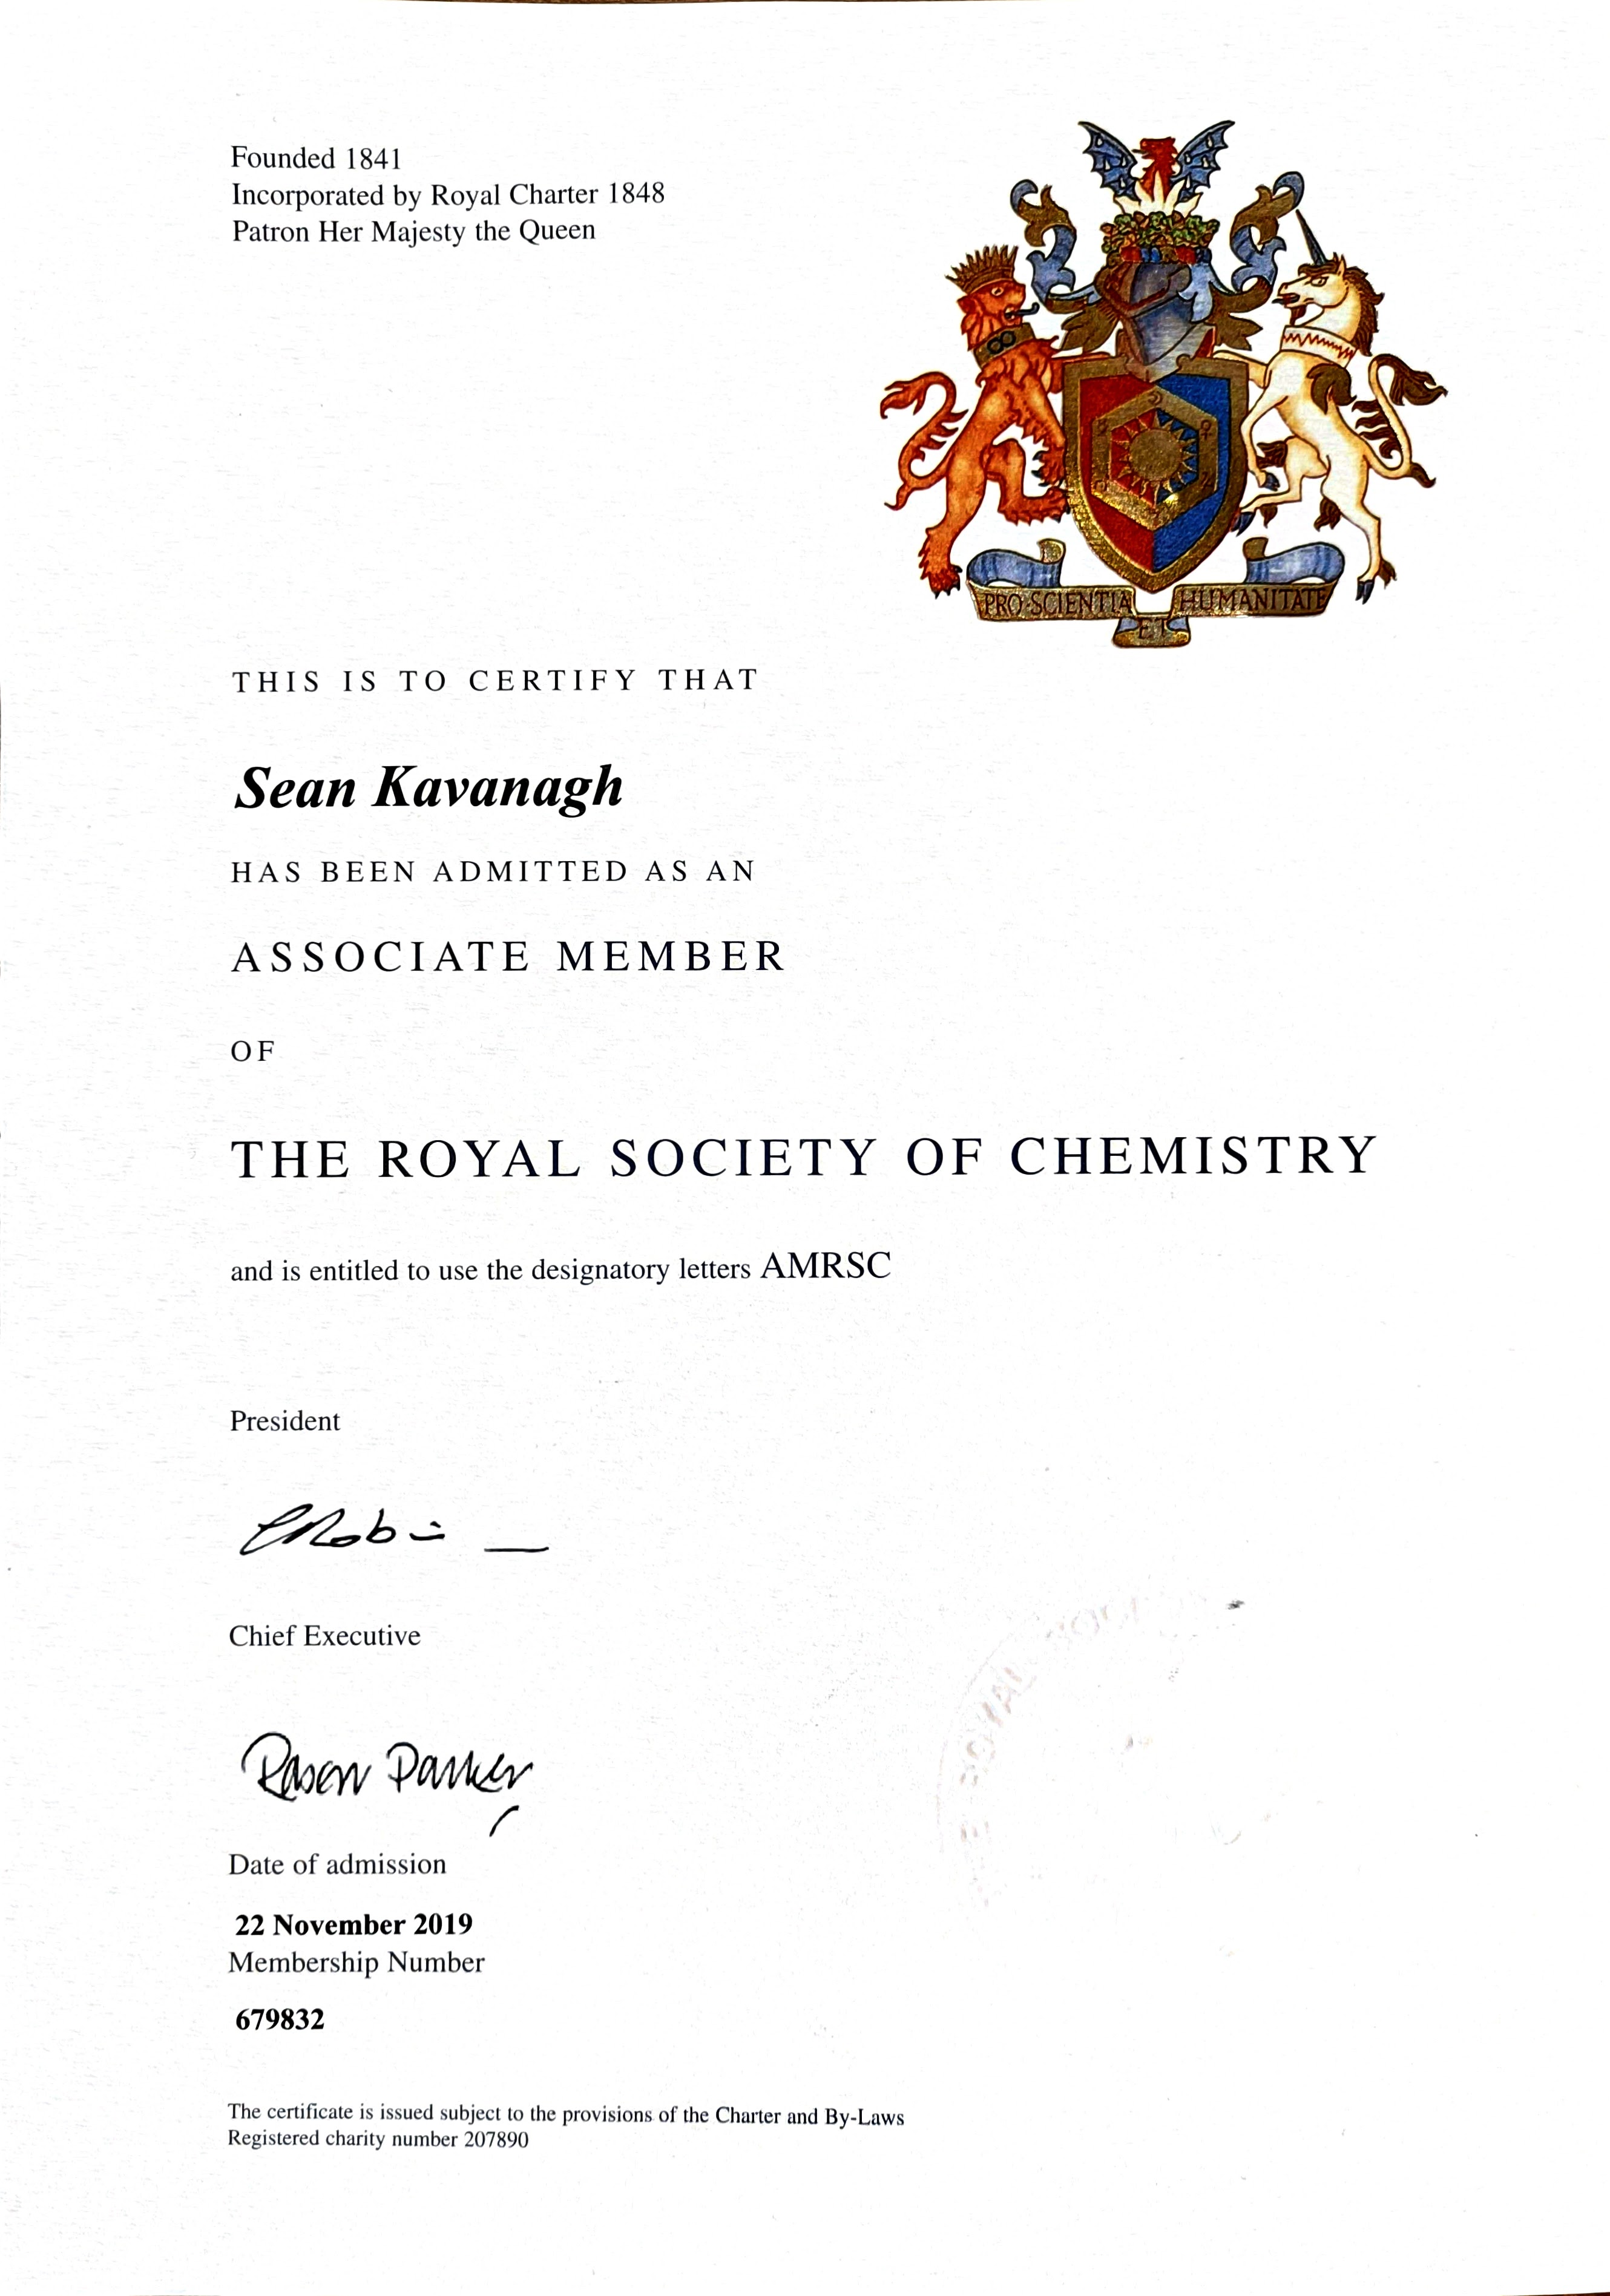 Founded 1841
Incorporated by Royal Charter 1848
Patron Her Majesty the Queen
PRO·SCIENTIA
ET
HUMANITATE
THIS IS TO CERTIFY THAT
Sean Kavanagh
HAS BEEN ADMITTED AS AN
ASSOCIATE MEMBER
OF
THE ROYAL SOCIETY OF CHEMISTRY
and is entitled to use the designatory letters AMRSC
President
Chief Executive
Date of admission
22 November 2019
Membership Number
679832
The certificate is issued subject to the provisions of the Charter and By-Laws
Registered charity number 207890
ROYAL